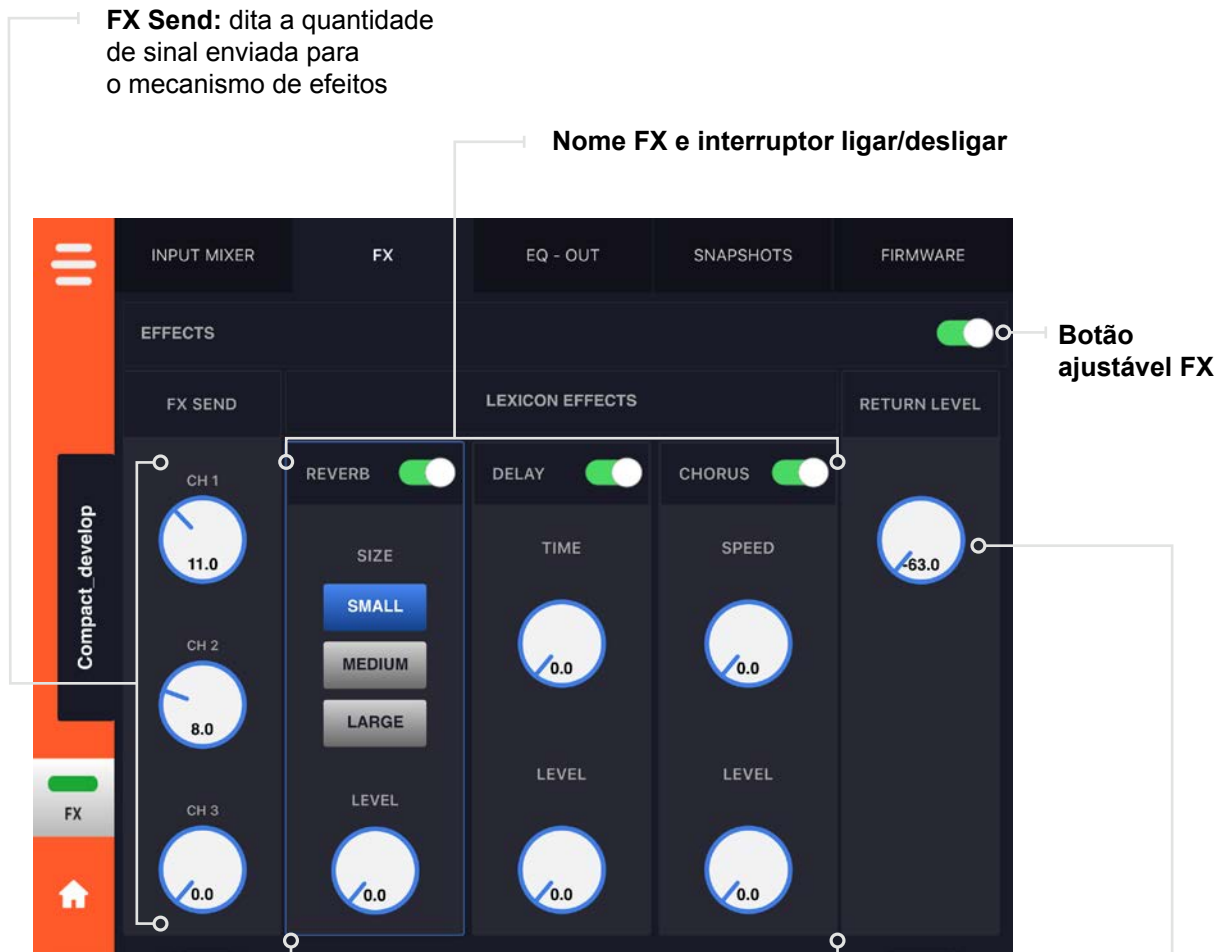 FX Send: dita a quantidade
de sinal enviada para
o mecanismo de efeitos
Nome FX e interruptor ligar/desligar
INPUT MIXER
FX
EQ - OUT
SNAPSHOTS
FIRMWARE
EFFECTS
Botão
ajustável FX
FX SEND
LEXICON EFFECTS
RETURN LEVEL
CH 1
11.0
CH 2
8.0
CH 3
0.0
REVERB
SIZE
SMALL
MEDIUM
LARGE
LEVEL
0.0
DELAY
TIME
0.0
LEVEL
0.0
CHORUS
SPEED
0.0
LEVEL
0.0
-63.0
Compact_develop
FX